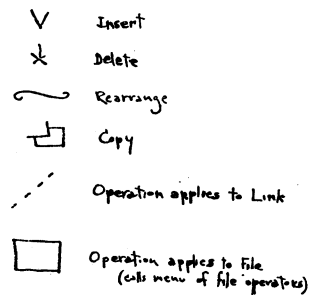 Insert
Delete
Rearrange
Copy
Operation applies to Link
Operation applies to File
(calls menu of file operators)